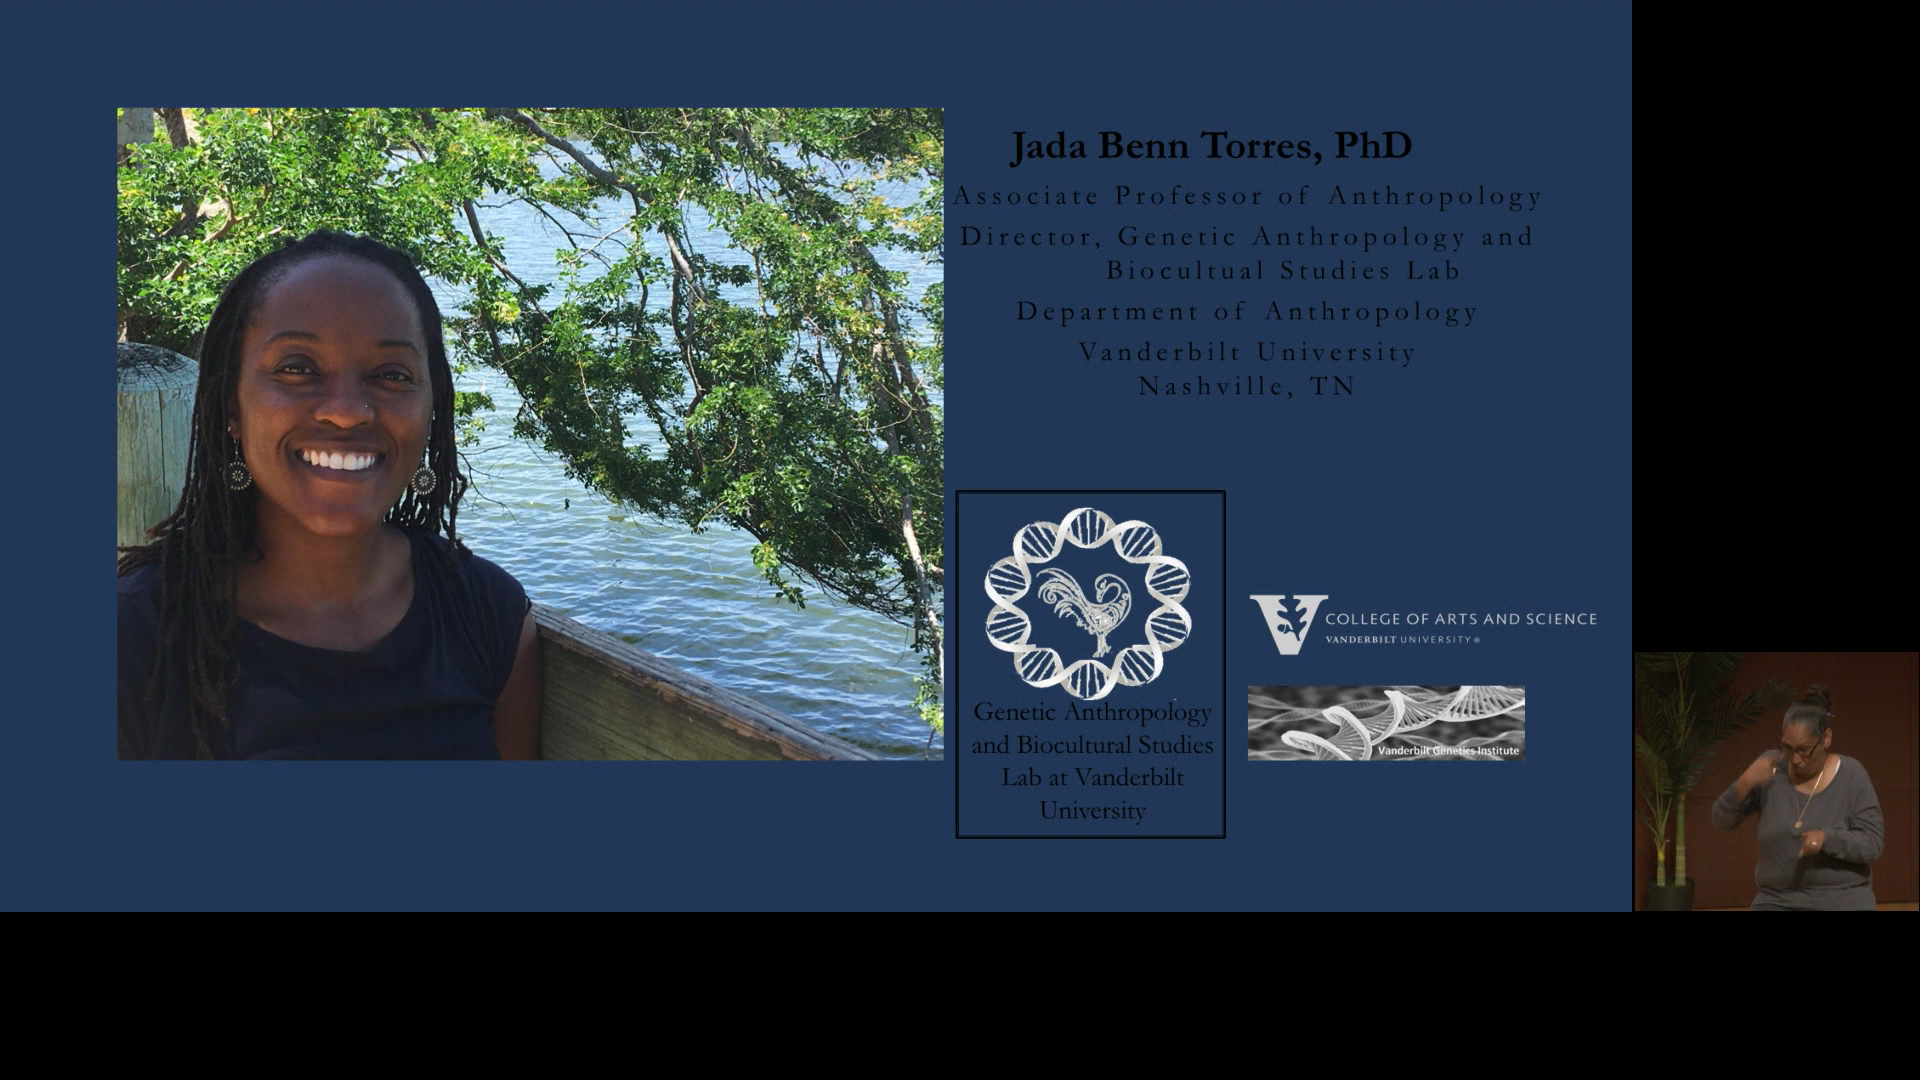 Jada Benn Torres, PhD
Associate Professor of Anthropology
Director, Genetic Anthropology and
Biocultual Studies Lab
Department of Anthropology
Vanderbilt University
Nashville, TN
Genetic Anthropology
and Biocultural Studies
Lab at Vanderbilt
University
V COLLEGE OF ARTS AND SCIENCE
VANDERBILT UNIVERSITY®
Vanderbilt Genetics Institute